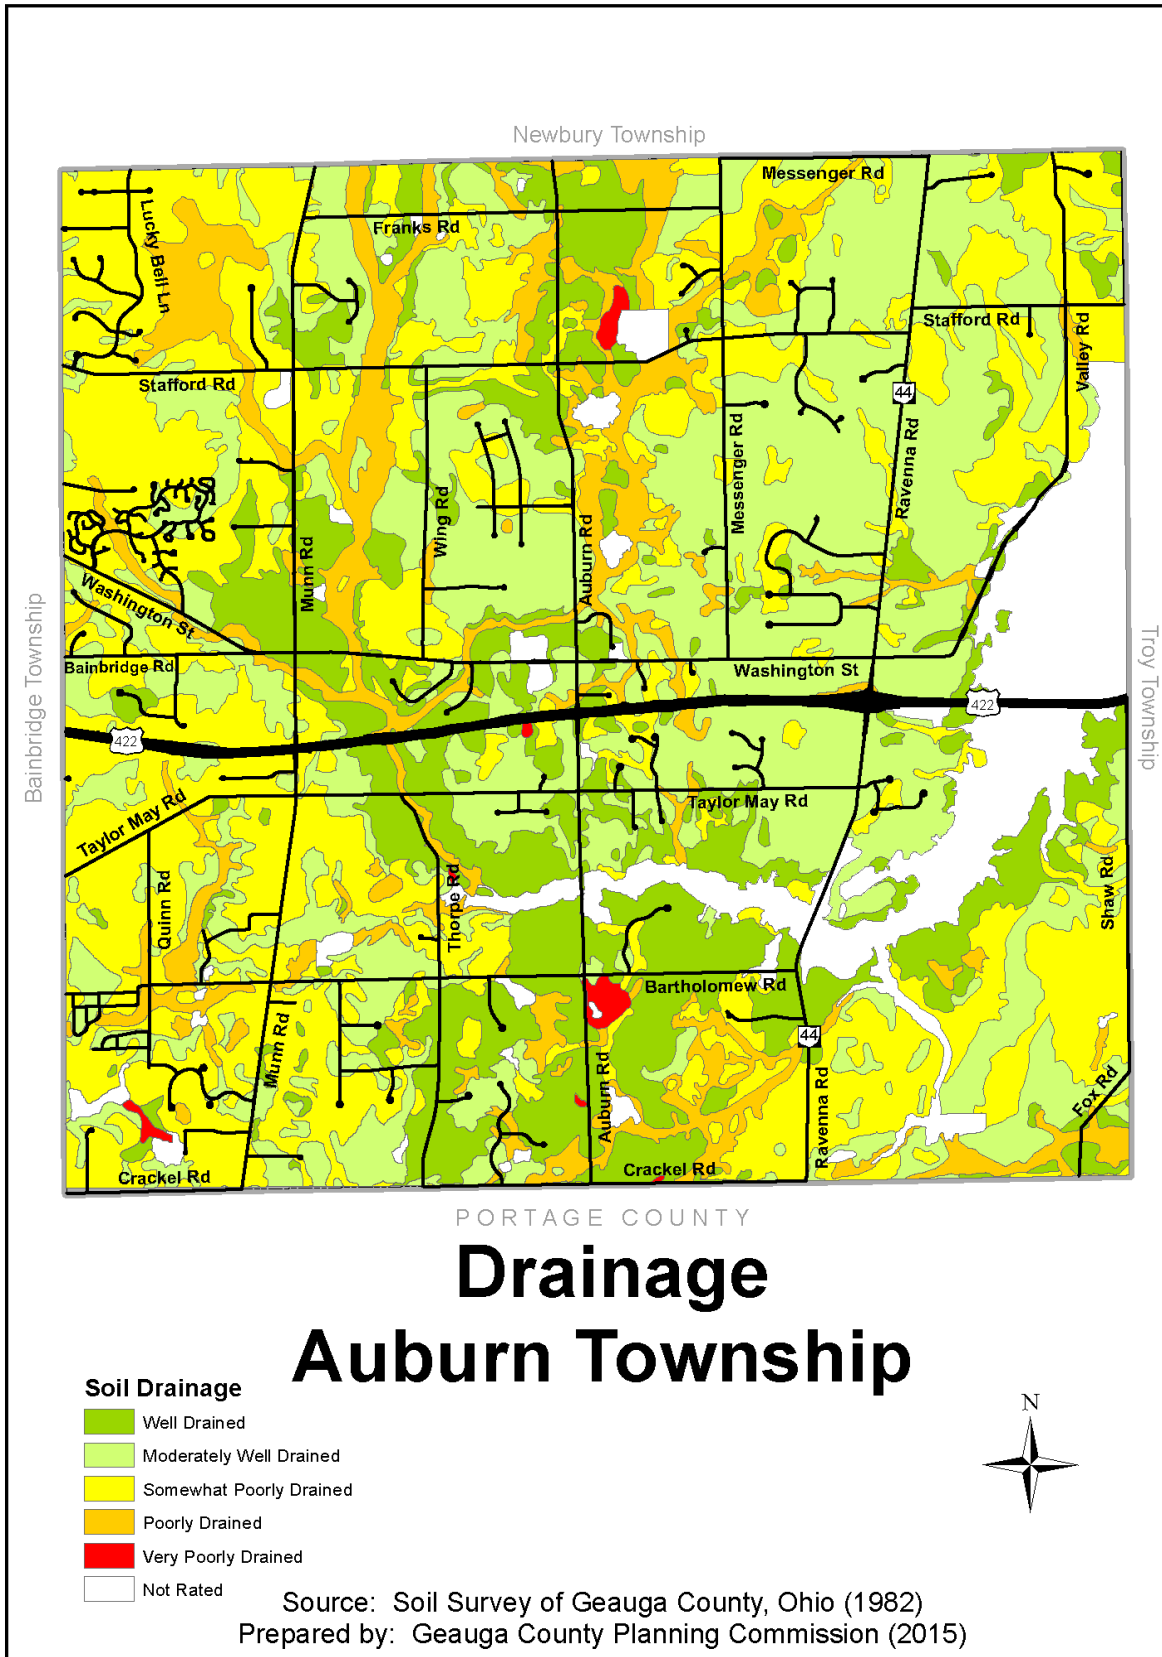 Newbury Township
Messenger Rd
Lucky Bell Ln
Franks Rd
Stafford Rd
Valley Rd
Stafford Rd
44
Ravenna Rd
Messenger Rd
Wing Rd
Auburn Rd
Munn Rd
Washington St
Bainbridge Township
Troy Township
Bainbridge Rd
Washington St
422
422
Taylor May Rd
Taylor May Rd
Quinn Rd
Thorpe Rd
Shaw Rd
Bartholomew Rd
44
Munn Rd
Auburn Rd
Ravenna Rd
Fox Rd
Crackel Rd
Crackel Rd
PORTAGE COUNTY
Drainage
Auburn Township
Soil Drainage
Well Drained
Moderately Well Drained
Somewhat Poorly Drained
Poorly Drained
Very Poorly Drained
Not Rated
N
Source: Soil Survey of Geauga County, Ohio (1982)
Prepared by: Geauga County Planning Commission (2015)